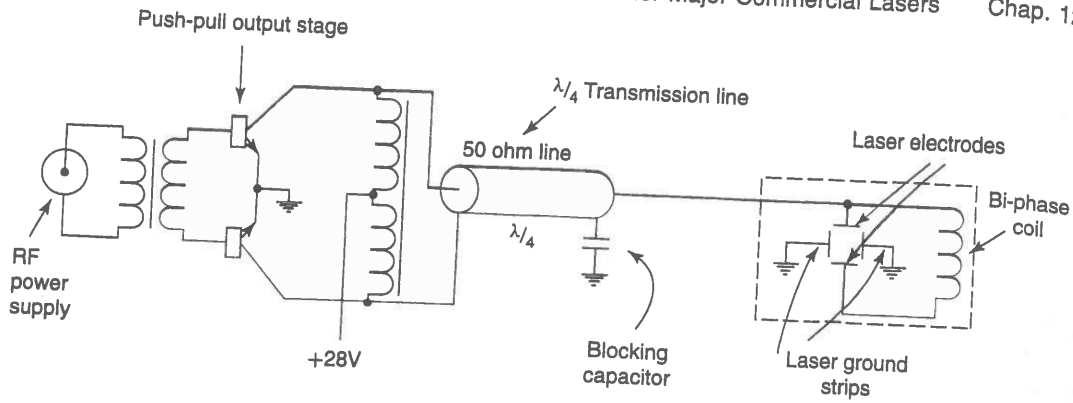 Major Commercial Lasers Chap.
Push-pull output stage
λ/4 Transmission line
50 ohm line
Laser electrodes
Bi-phase
coil
λ/4
RF
power
supply
+28V
Blocking
capacitor
Laser ground
strips